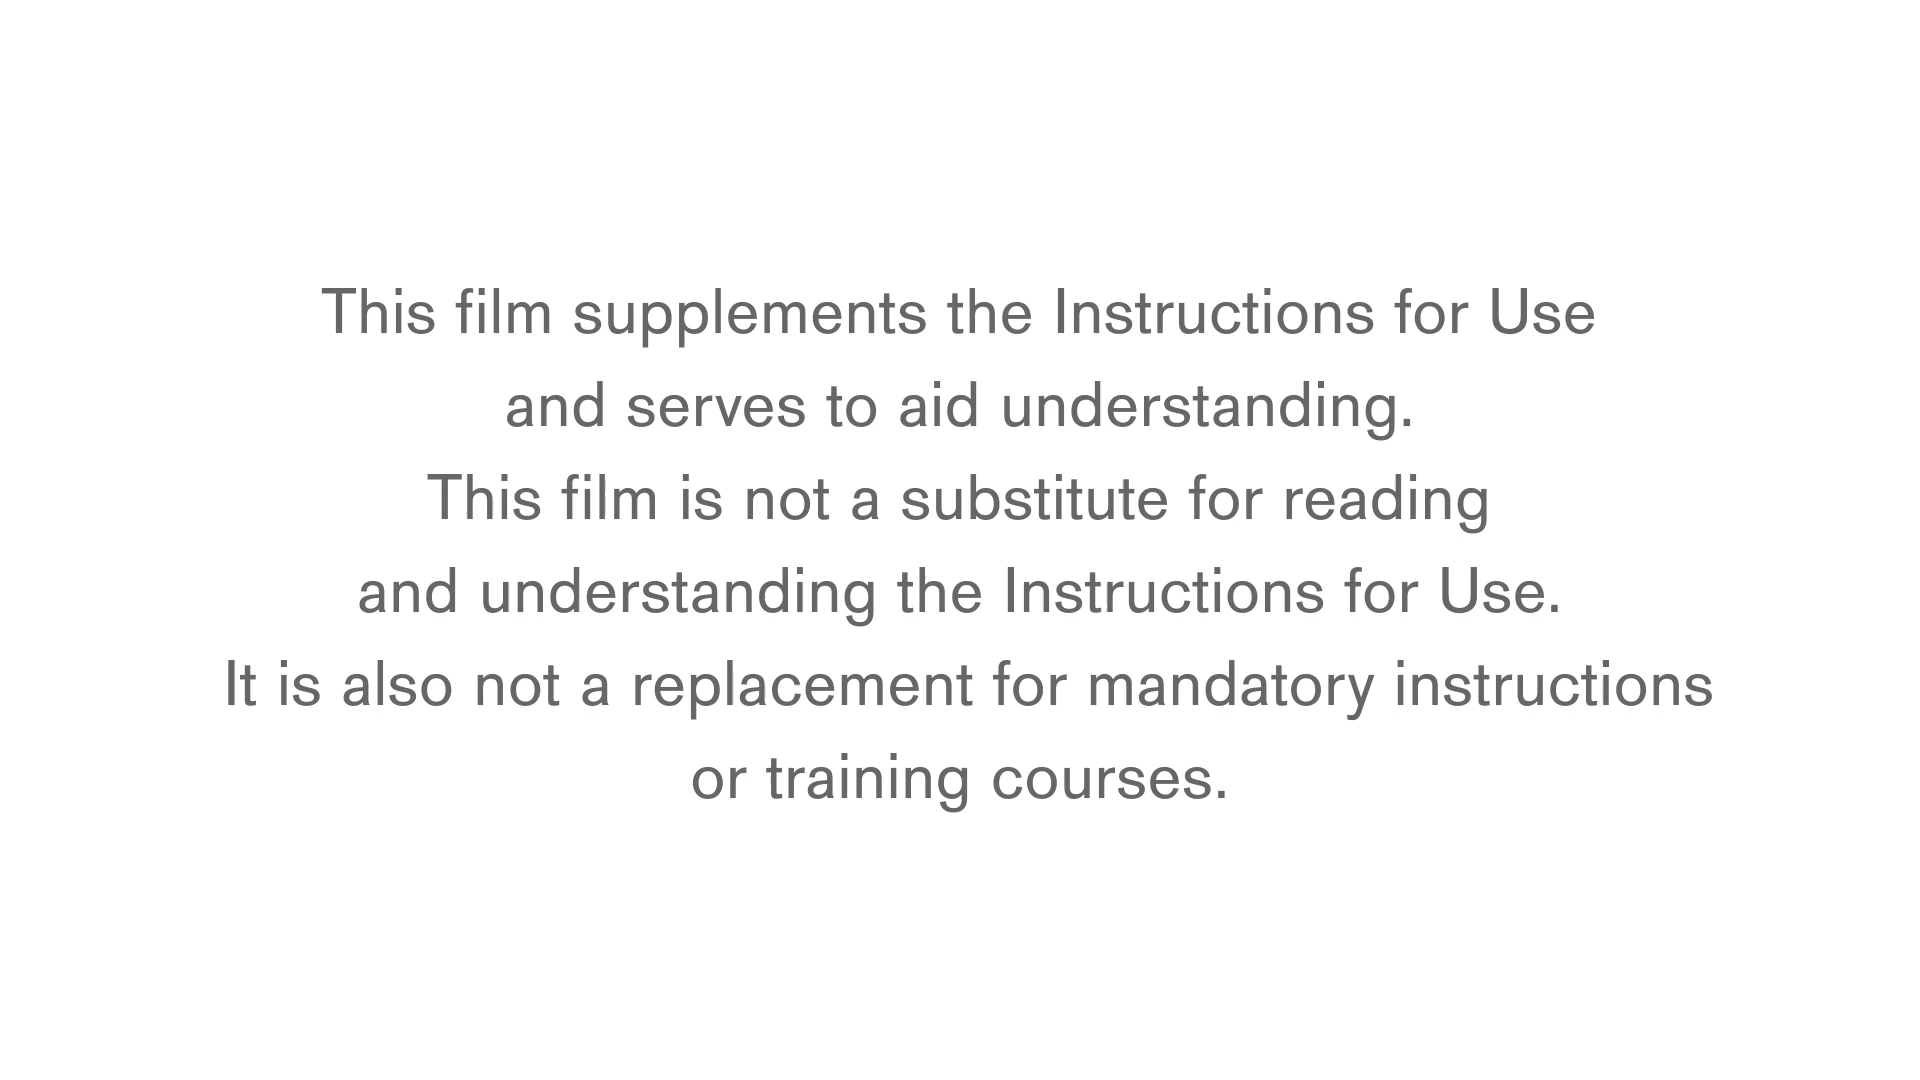 This film supplements the Instructions for Use
and serves to aid understanding.
This film is not a substitute for reading
and understanding the Instructions for Use.
It is also not a replacement for mandatory instructions
or training courses.